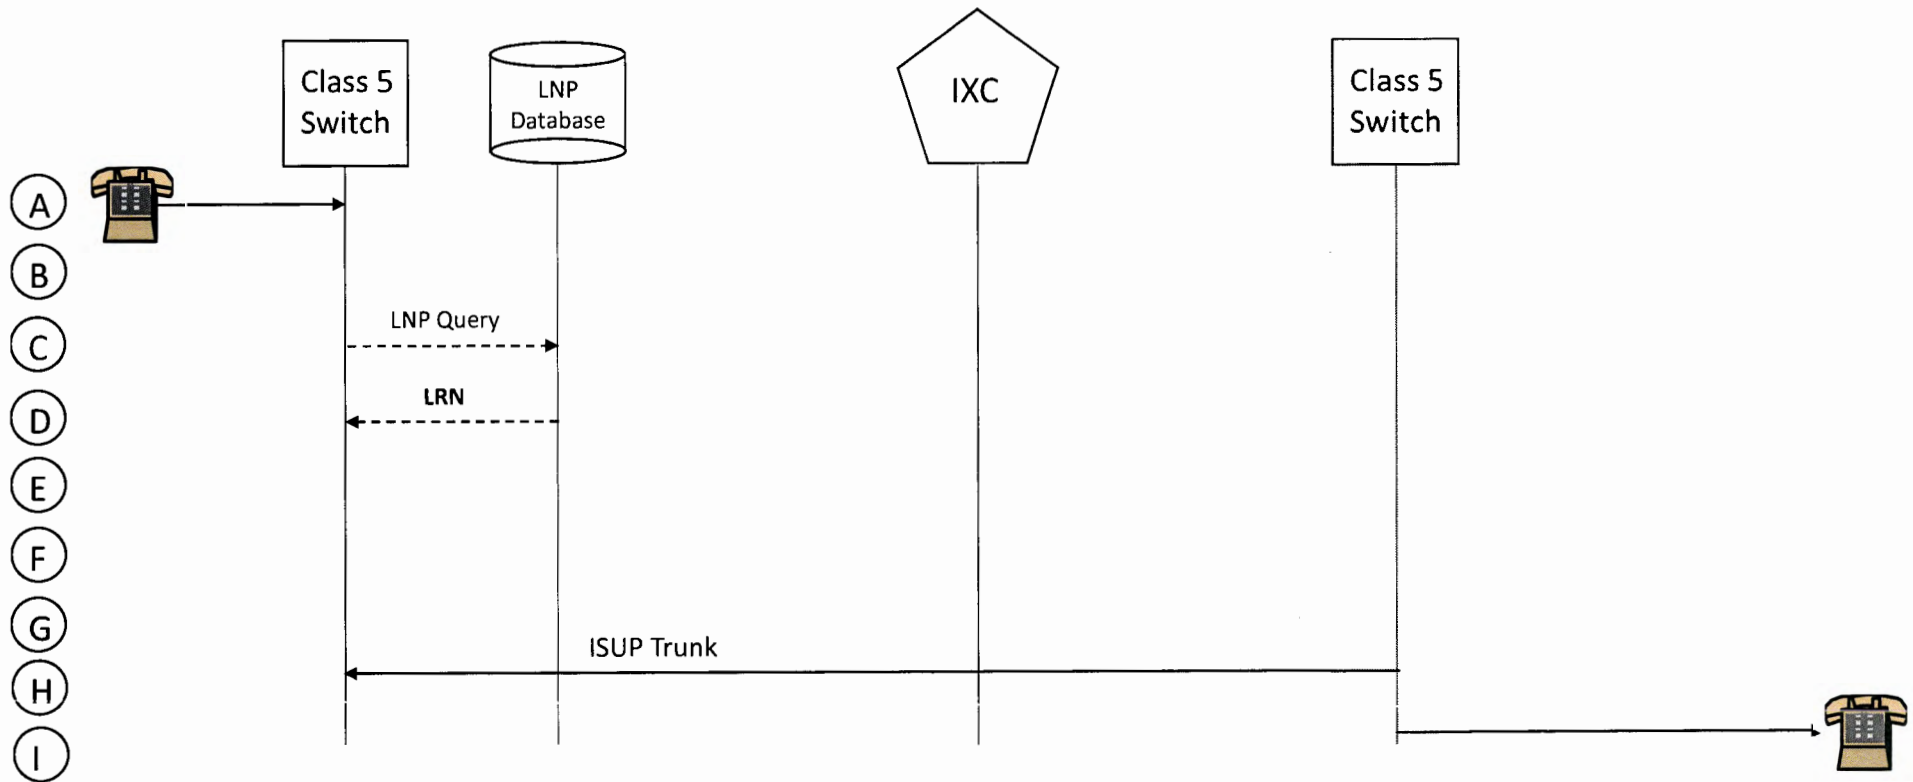 Class 5
Switch
LNP
Database
IXC
Class 5
Switch
A
B
LNP Query
C
LRN
D
E
F
G
ISUP Trunk
H
I